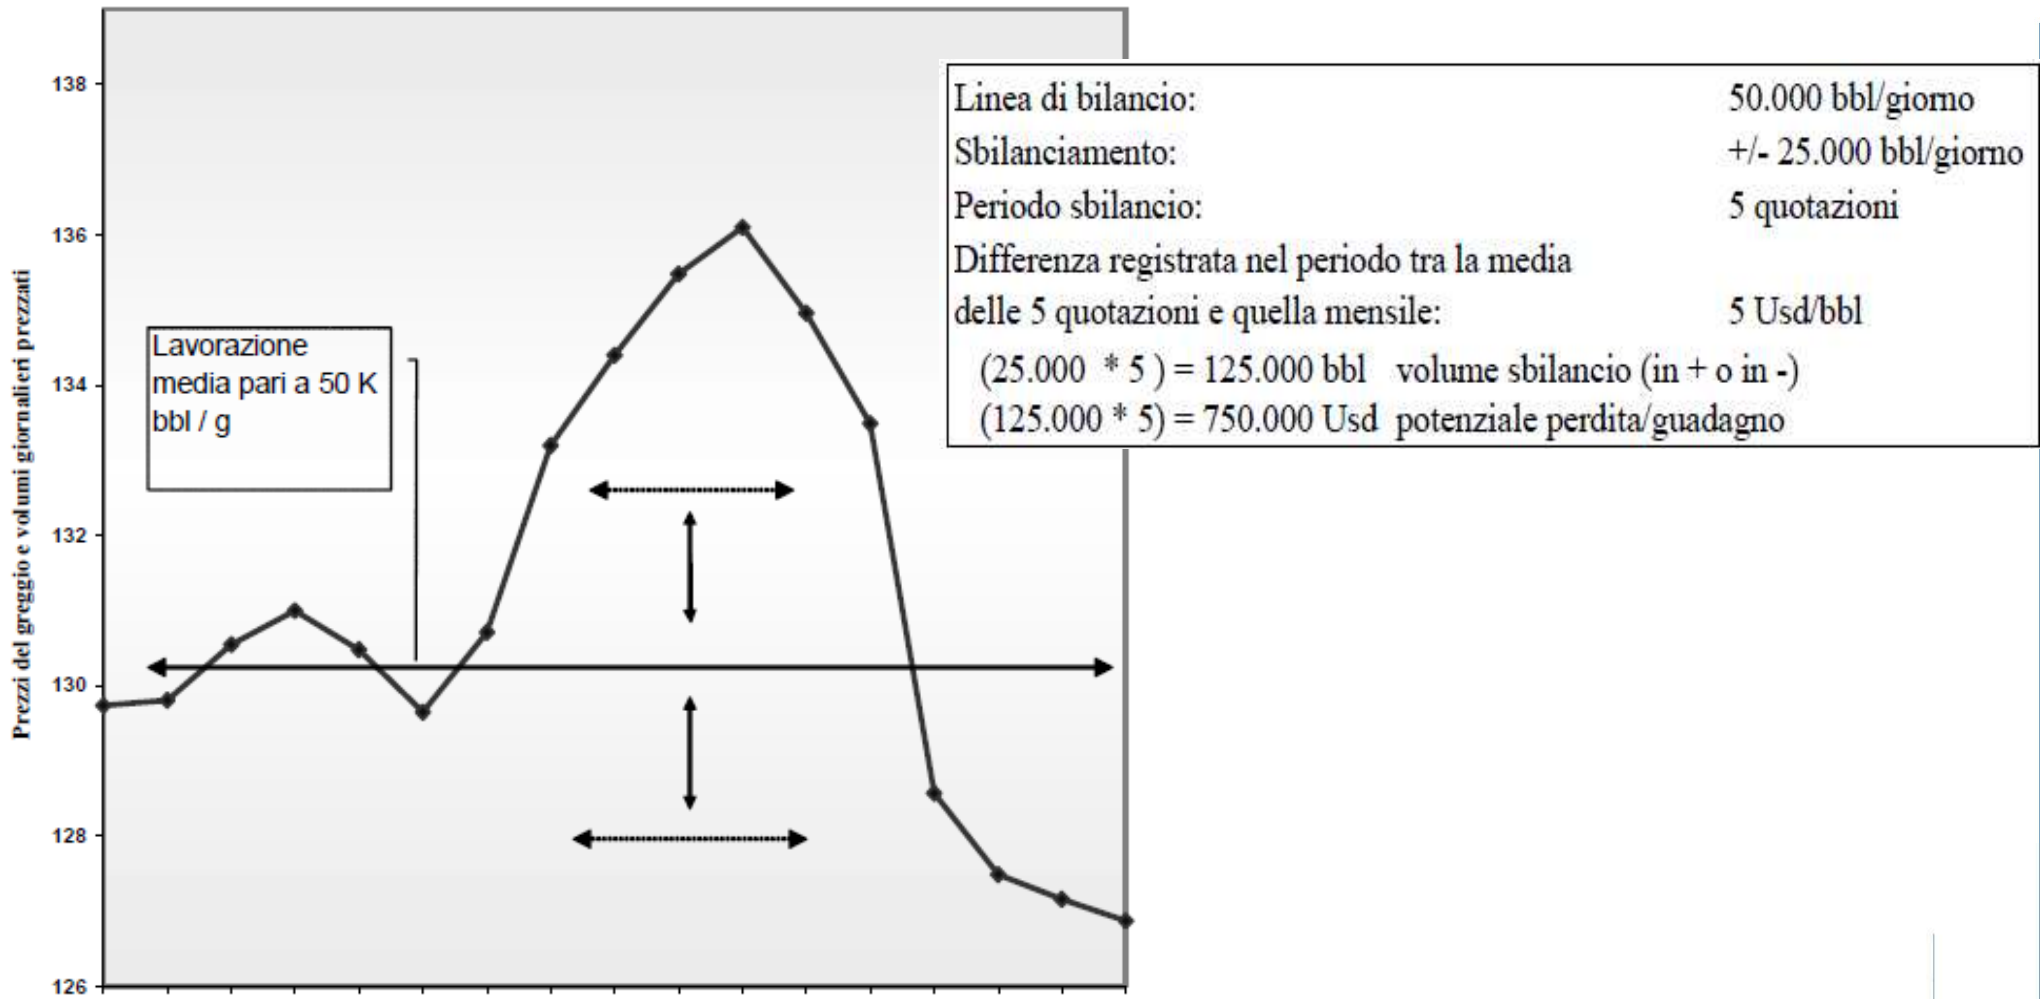 Prezzi del greggio e volumi giornalieri prezzati
138
136
134
132
130
128
126
Lavorazione
media pari a 50 K
bbl / g
Linea di bilancio: 50.000 bbl/giorno
Sbilanciamento: +/- 25.000 bbl/giorno
Periodo sbilancio: 5 quotazioni
Differenza registrata nel periodo tra la media
delle 5 quotazioni e quella mensile: 5 Usd/bbl
(25.000 * 5 ) = 125.000 bbl volume sbilancio (in + o in -)
(125.000 * 5) = 750.000 Usd potenziale perdita/guadagno